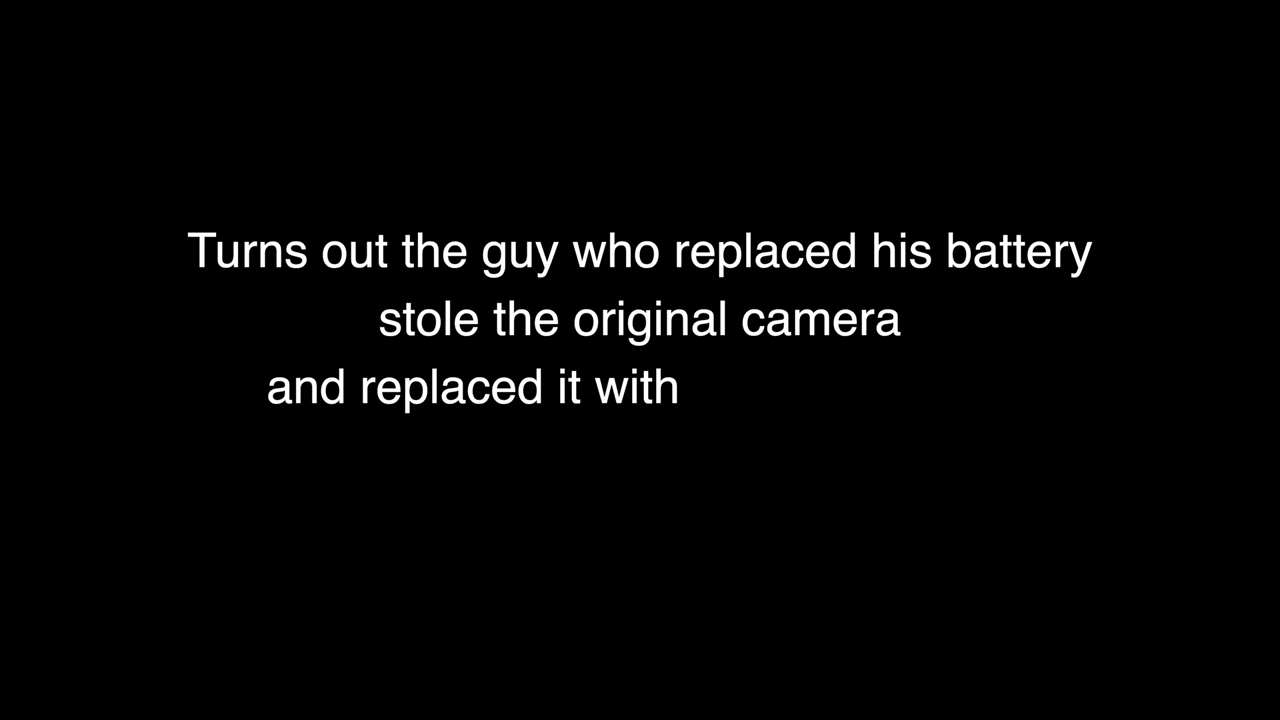 Turns out the guy who replaced his battery
stole the original camera
and replaced it with